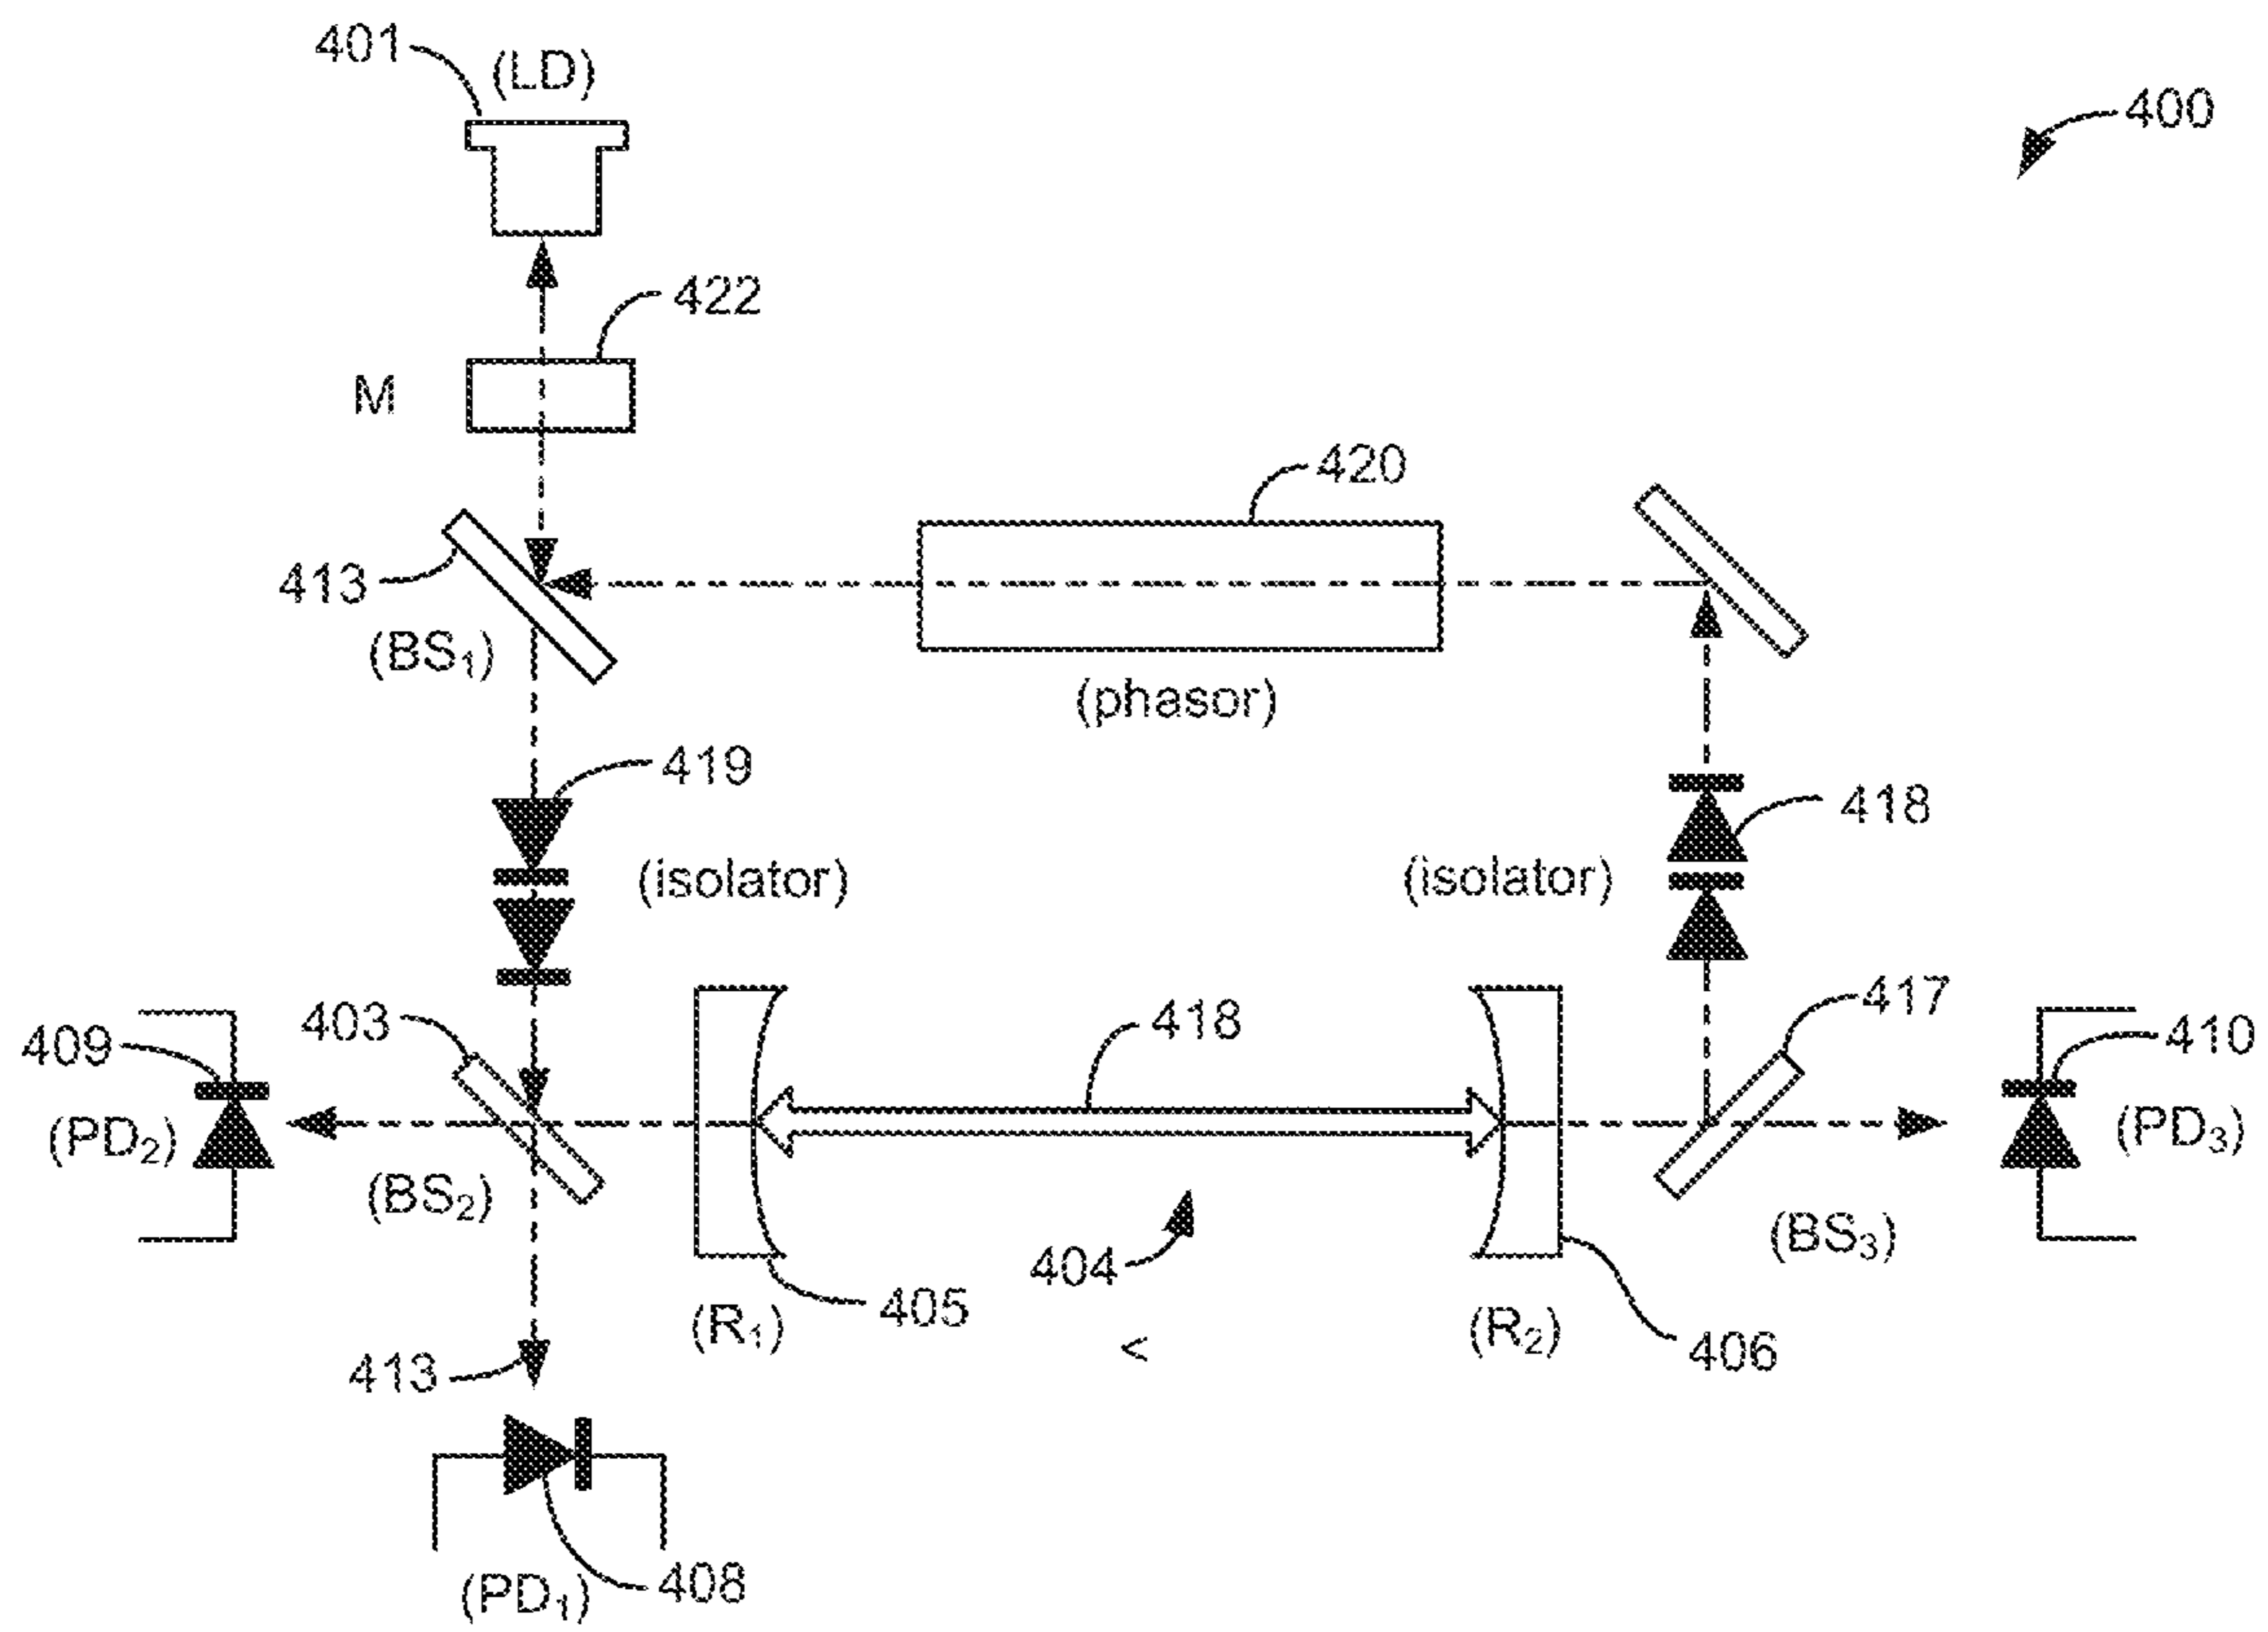 401 (LD)
400
422
M
420
413
(BS1)
(phasor)
419
418
(isolator)
(isolator)
403
418
417
409
410
(PD2)
(PD3)
(BS2)
(BS3)
404
405
(R1)
(R2)
<
406
413
408
(PD1)